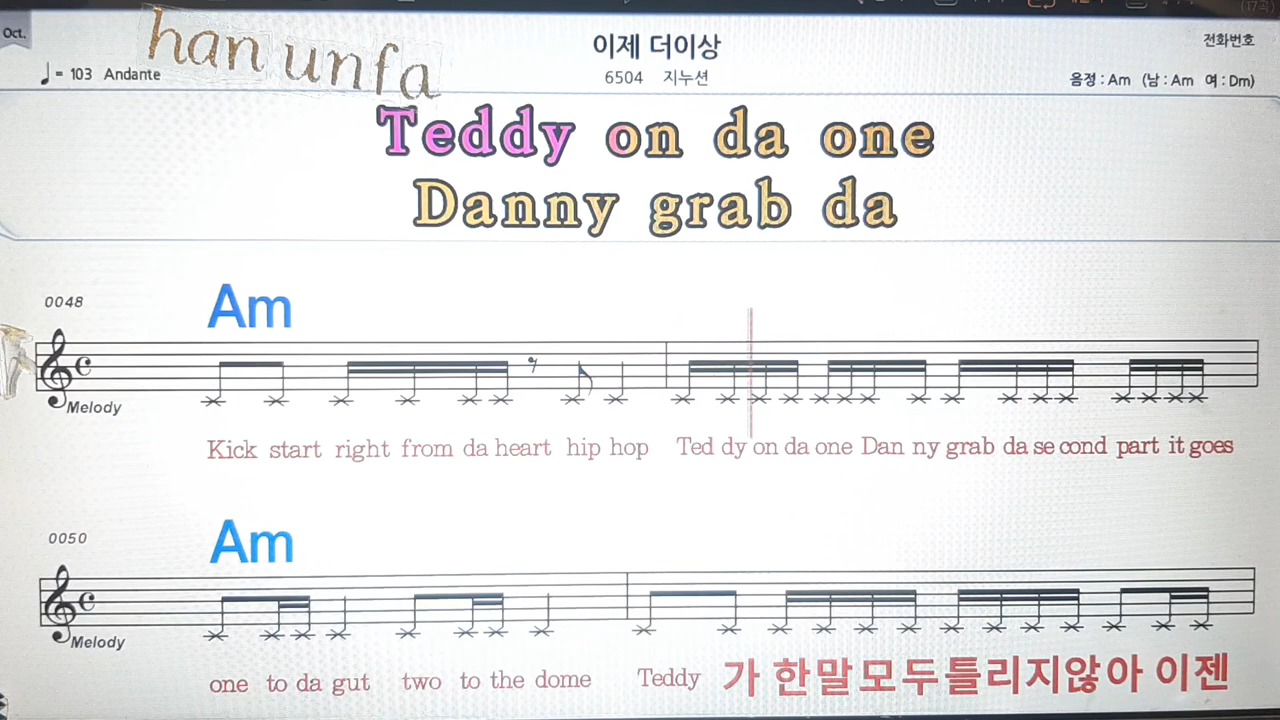 (17곡)
Oct.
han unfa
이제 더이상
전화번호
♩= 103 Andante
6504 지누션
음정 : Am (남 : Am 여 : Dm)
Teddy on da one
Danny grab da
0048
Am
Melody
Kick start right from da heart hip hop Ted dy on da one Dan ny grab da se cond part it goes
0050
Am
Melody
one to da gut two to the dome Teddy 가 한말모두틀리지않아 이젠